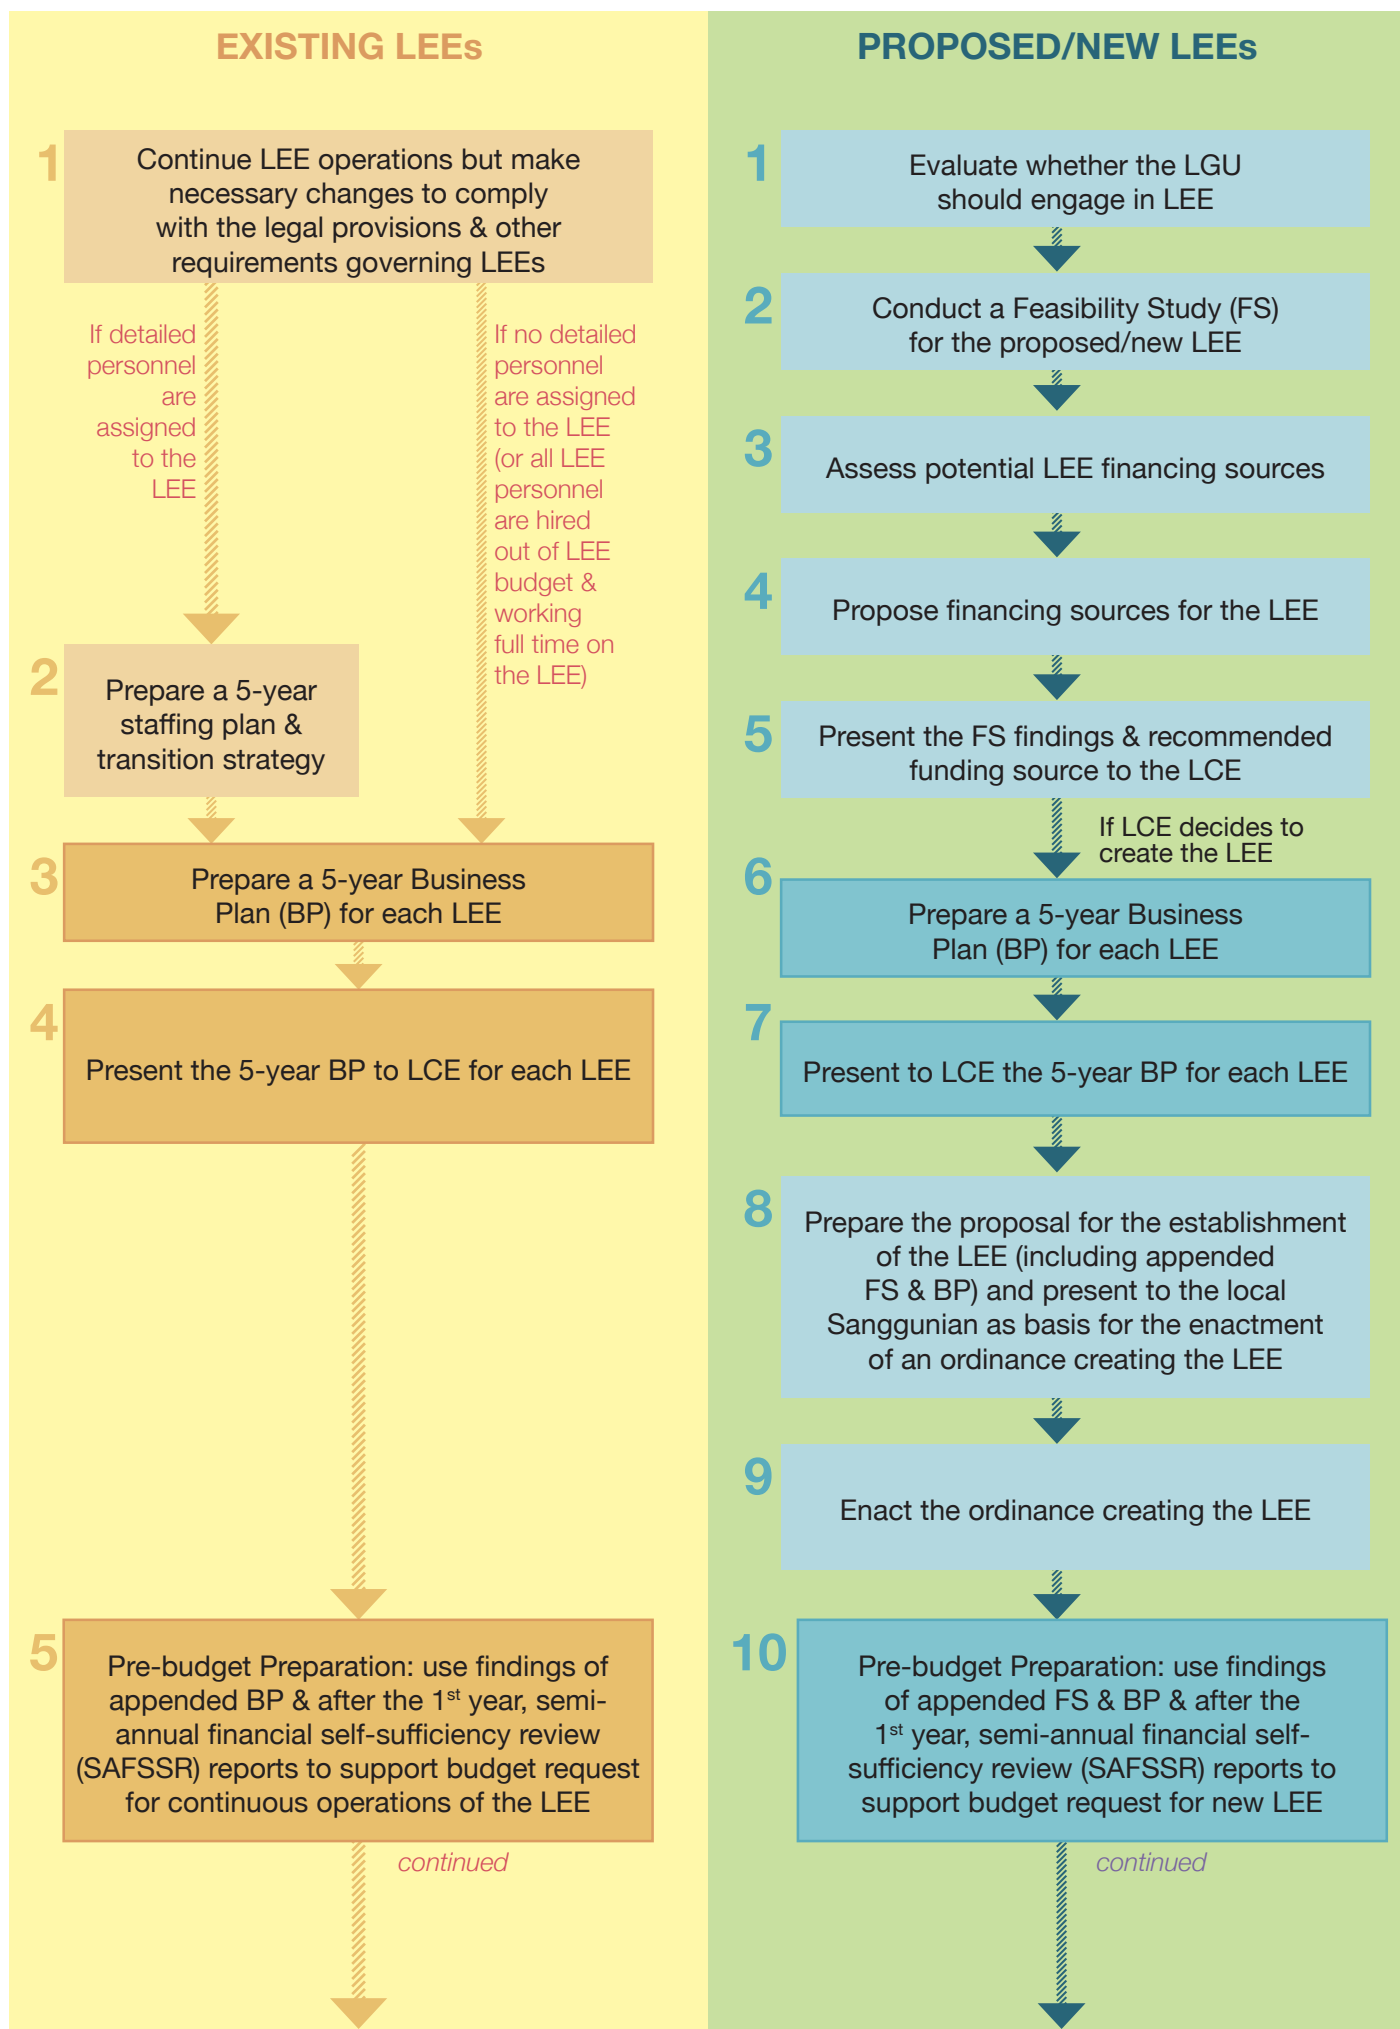 EXISTING LEEs
1
Continue LEE operations but make
necessary changes to comply
with the legal provisions & other
requirements governing LEEs
If detailed
personnel
are
assigned
to the
LEE
If no detailed
personnel
are assigned
to the LEE
(or all LEE
personnel
are hired
out of LEE
budget &
working
full time on
the LEE)
2
Prepare a 5-year
staffing plan &
transition strategy
3
Prepare a 5-year Business
Plan (BP) for each LEE
4
Present the 5-year BP to LCE for each LEE
5
Pre-budget Preparation: use findings of
appended BP & after the 1st year, semi-
annual financial self-sufficiency review
(SAFSSR) reports to support budget request
for continuous operations of the LEE
continued
PROPOSED/NEW LEEs
1
Evaluate whether the LGU
should engage in LEE
2
Conduct a Feasibility Study (FS)
for the proposed/new LEE
3
Assess potential LEE financing sources
4
Propose financing sources for the LEE
5
Present the FS findings & recommended
funding source to the LCE
If LCE decides to
create the LEE
6
Prepare a 5-year Business
Plan (BP) for each LEE
7
Present to LCE the 5-year BP for each LEE
8
Prepare the proposal for the establishment
of the LEE (including appended
FS & BP) and present to the local
Sanggunian as basis for the enactment
of an ordinance creating the LEE
9
Enact the ordinance creating the LEE
10
Pre-budget Preparation: use findings
of appended FS & BP & after the
1st year, semi-annual financial self-
sufficiency review (SAFSSR) reports to
support budget request for new LEE
continued